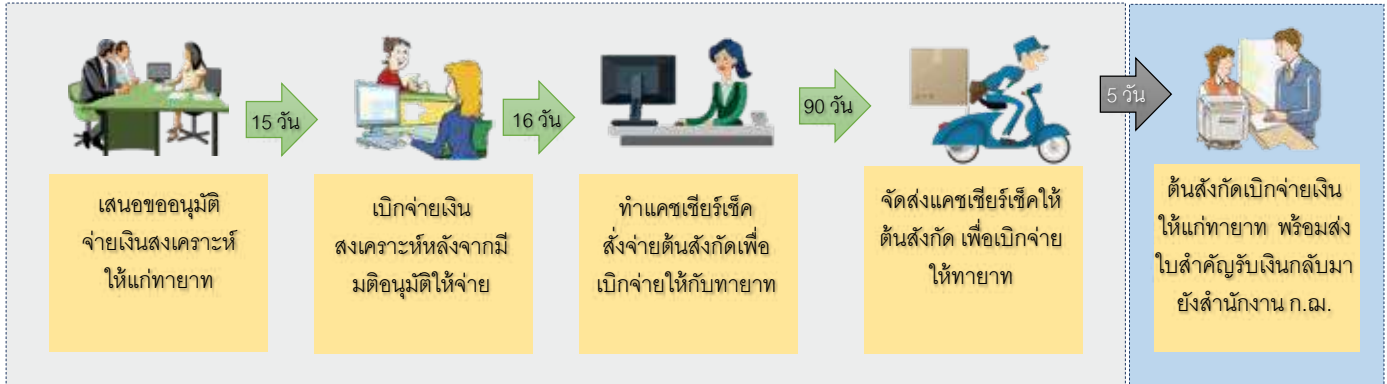 15 วัน
16 วัน
90 วัน
5 วัน
เสนอขออนุมัติ
จ่ายเงินสงเคราะห์
ให้แก่ทายาท
เบิกจ่ายเงิน
สงเคราะห์หลังจากมี
มติอนุมัติให้จ่าย
ทำแคชเชียร์เช็ค
สั่งจ่ายต้นสังกัดเพื่อ
เบิกจ่ายให้กับทายาท
จัดส่งแคชเชียร์เช็คให้
ต้นสังกัด เพื่อเบิกจ่าย
ให้ทายาท
ต้นสังกัดเบิกจ่ายเงิน
ให้แก่ทายาท พร้อมส่ง
ใบสำคัญรับเงินกลับมา
ยังสำนักงาน ก.ฌ.